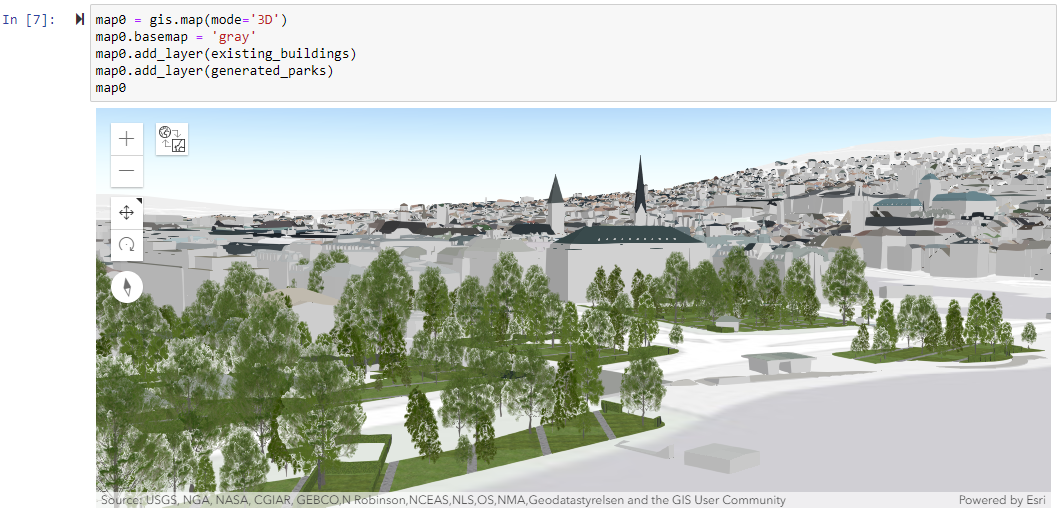 In [7]:
map0 = gis.map(mode='3D')
map0.basemap = 'gray'
map0.add_layer(existing_buildings)
map0.add_layer(generated_parks)
map0
Source: USGS, NGA, NASA, CGIAR, GEBCO,N Robinson,NCEAS,NLS,OS,NMA,Geodatastyrelsen and the GIS User Community
Powered by Esri